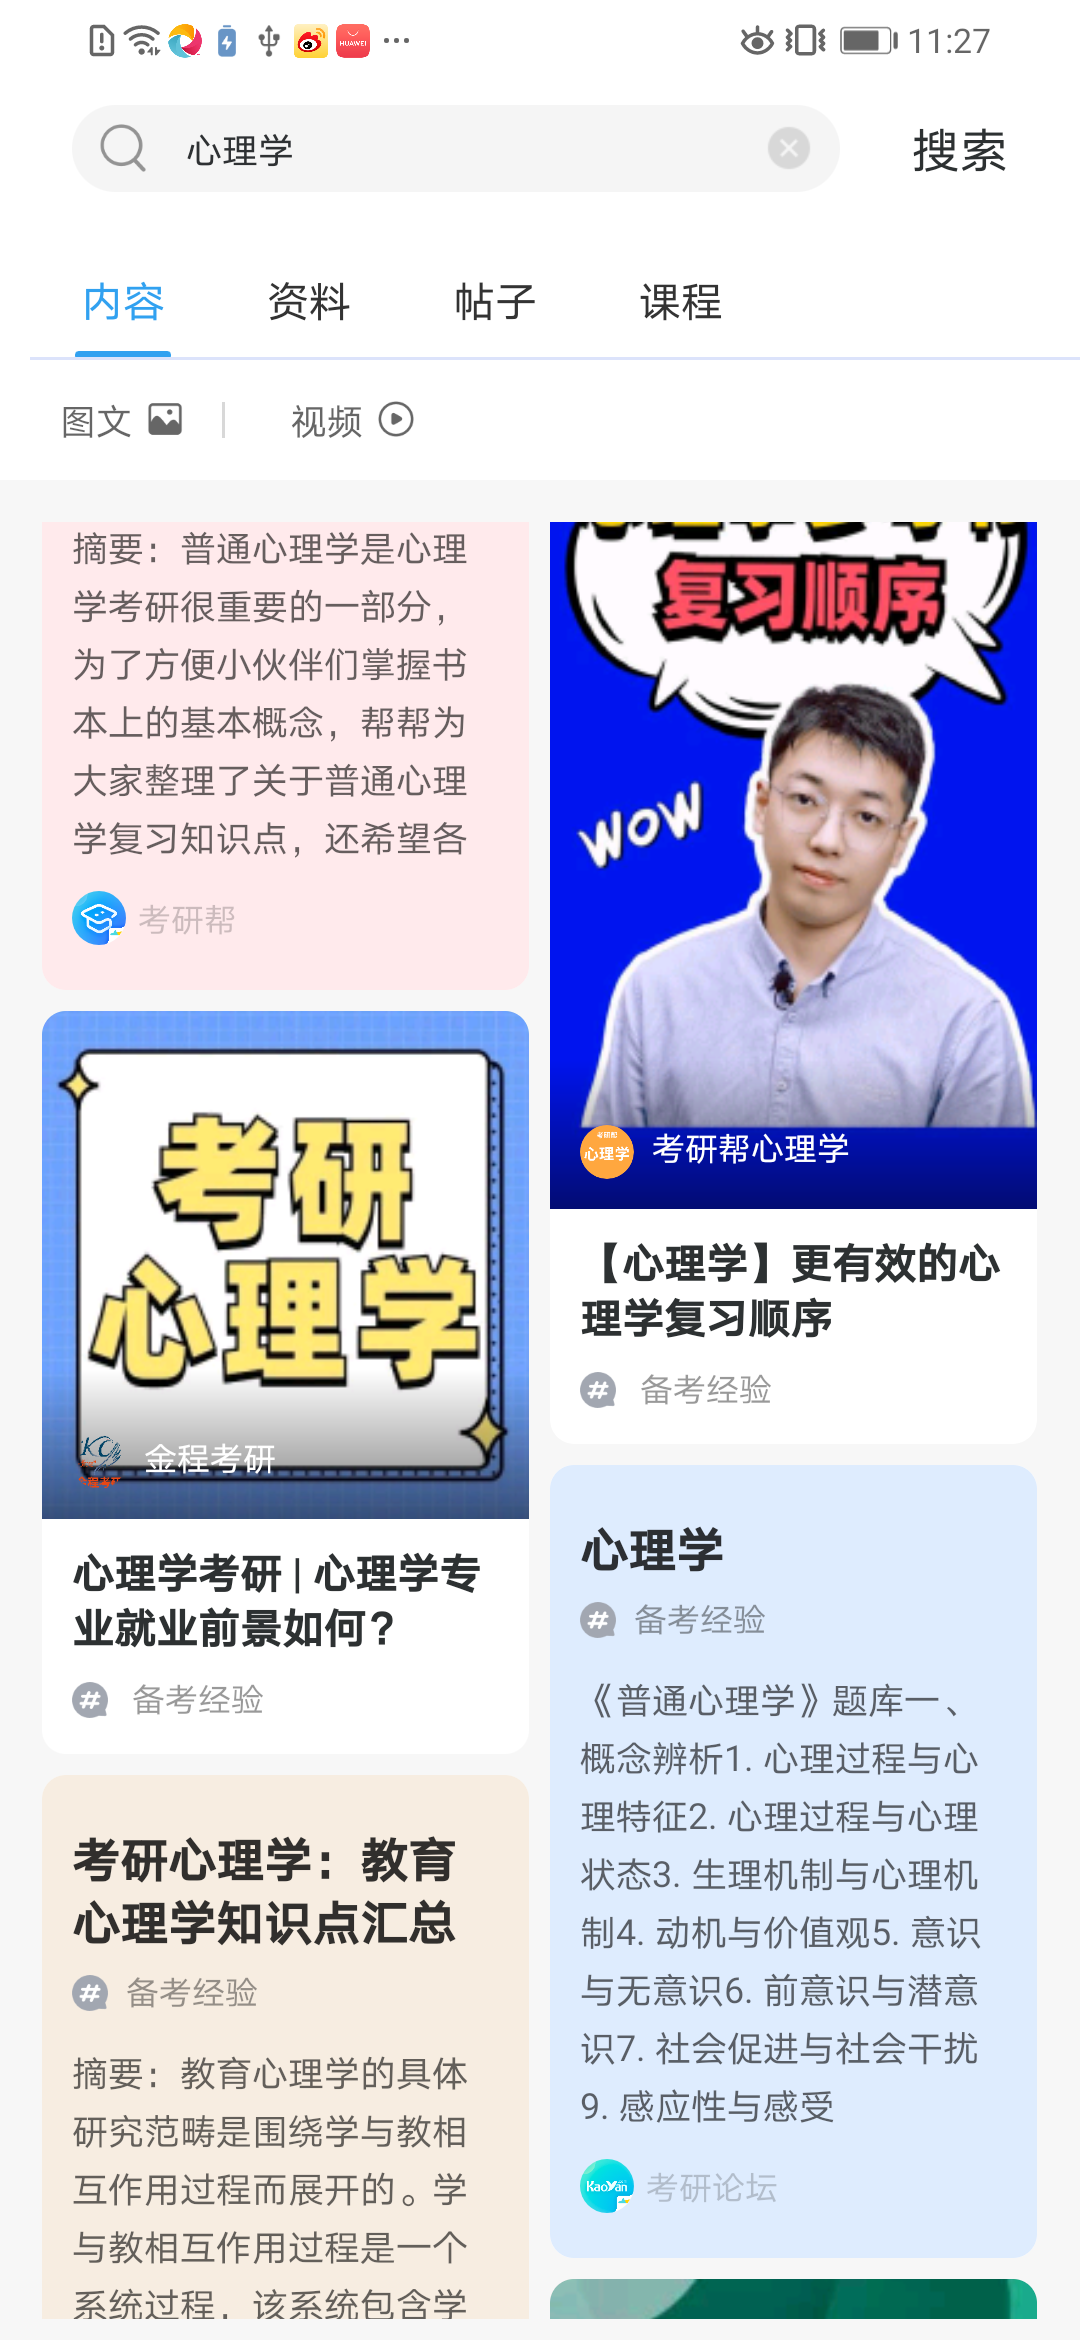 11:27
心理学
搜索
内容
资料
帖子
课程
图文
视频
摘要：普通心理学是心理
学考研很重要的一部分，
为了方便小伙伴们掌握书
本上的基本概念，帮帮为
大家整理了关于普通心理
学复习知识点，还希望各
考研帮
考研
心理学
金程考研
心理学考研 | 心理学专
业就业前景如何？
备考经验
考研心理学：教育
心理学知识点汇总
备考经验
摘要：教育心理学的具体
研究范畴是围绕学与教相
互作用过程而展开的。学
与教相互作用过程是一个
系统过程，该系统包含学
复习顺序
WOW
心理学
考研帮心理学
【心理学】更有效的心
理学复习顺序
备考经验
心理学
备考经验
《普通心理学》题库一、
概念辨析1. 心理过程与心
理特征2. 心理过程与心理
状态3. 生理机制与心理机
制4. 动机与价值观5. 意识
与无意识6. 前意识与潜意
识7. 社会促进与社会干扰
9. 感应性与感受
KaoYan
考研论坛